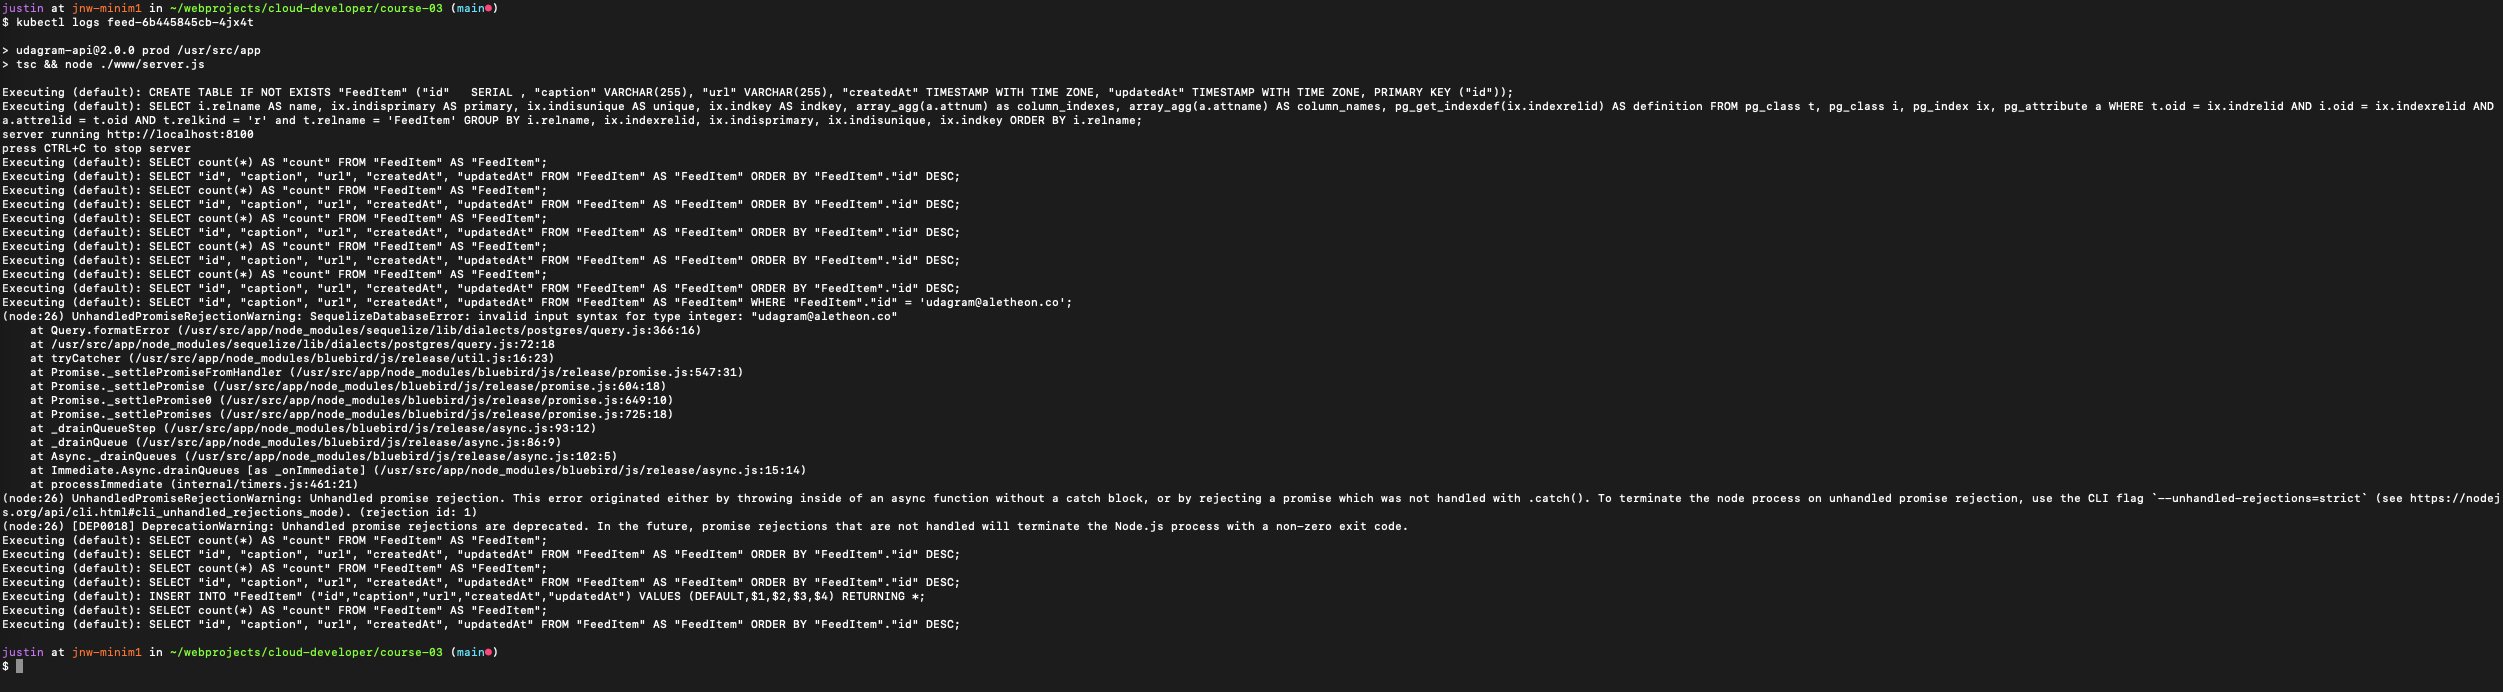 justin at jnw-minim1 in ~/webprojects/cloud-developer/course-03 (main●)
$ kubectl logs feed-6b445845cb-4jx4t
> udagram-api@2.0.0 prod /usr/src/app
> tsc && node ./www/server.js
Executing (default): CREATE TABLE IF NOT EXISTS "FeedItem" ("id"   SERIAL , "caption" VARCHAR(255), "url" VARCHAR(255), "createdAt" TIMESTAMP WITH TIME ZONE, "updatedAt" TIMESTAMP WITH TIME ZONE, PRIMARY KEY ("id"));
Executing (default): SELECT i.relname AS name, ix.indisprimary AS primary, ix.indisunique AS unique, ix.indkey AS indkey, array_agg(a.attnum) as column_indexes, array_agg(a.attname) AS column_names, pg_get_indexdef(ix.indexrelid) AS definition FROM pg_class t, pg_class i, pg_index ix, pg_attribute a WHERE t.oid = ix.indrelid AND i.oid = ix.indexrelid AND
a.attrelid = t.oid AND t.relkind = 'r' and t.relname = 'FeedItem' GROUP BY i.relname, ix.indexrelid, ix.indisprimary, ix.indisunique, ix.indkey ORDER BY i.relname;
server running http://localhost:8100
press CTRL+C to stop server
Executing (default): SELECT count(*) AS "count" FROM "FeedItem" AS "FeedItem";
Executing (default): SELECT "id", "caption", "url", "createdAt", "updatedAt" FROM "FeedItem" AS "FeedItem" ORDER BY "FeedItem"."id" DESC;
Executing (default): SELECT count(*) AS "count" FROM "FeedItem" AS "FeedItem";
Executing (default): SELECT "id", "caption", "url", "createdAt", "updatedAt" FROM "FeedItem" AS "FeedItem" ORDER BY "FeedItem"."id" DESC;
Executing (default): SELECT count(*) AS "count" FROM "FeedItem" AS "FeedItem";
Executing (default): SELECT "id", "caption", "url", "createdAt", "updatedAt" FROM "FeedItem" AS "FeedItem" ORDER BY "FeedItem"."id" DESC;
Executing (default): SELECT count(*) AS "count" FROM "FeedItem" AS "FeedItem";
Executing (default): SELECT "id", "caption", "url", "createdAt", "updatedAt" FROM "FeedItem" AS "FeedItem" ORDER BY "FeedItem"."id" DESC;
Executing (default): SELECT count(*) AS "count" FROM "FeedItem" AS "FeedItem";
Executing (default): SELECT "id", "caption", "url", "createdAt", "updatedAt" FROM "FeedItem" AS "FeedItem" ORDER BY "FeedItem"."id" DESC;
Executing (default): SELECT "id", "caption", "url", "createdAt", "updatedAt" FROM "FeedItem" AS "FeedItem" WHERE "FeedItem"."id" = 'udagram@aletheon.co';
(node:26) UnhandledPromiseRejectionWarning: SequelizeDatabaseError: invalid input syntax for type integer: "udagram@aletheon.co"
    at Query.formatError (/usr/src/app/node_modules/sequelize/lib/dialects/postgres/query.js:366:16)
    at /usr/src/app/node_modules/sequelize/lib/dialects/postgres/query.js:72:18
    at tryCatcher (/usr/src/app/node_modules/bluebird/js/release/util.js:16:23)
    at Promise._settlePromiseFromHandler (/usr/src/app/node_modules/bluebird/js/release/promise.js:547:31)
    at Promise._settlePromise (/usr/src/app/node_modules/bluebird/js/release/promise.js:604:18)
    at Promise._settlePromise0 (/usr/src/app/node_modules/bluebird/js/release/promise.js:649:10)
    at Promise._settlePromises (/usr/src/app/node_modules/bluebird/js/release/promise.js:725:18)
    at _drainQueueStep (/usr/src/app/node_modules/bluebird/js/release/async.js:93:12)
    at _drainQueue (/usr/src/app/node_modules/bluebird/js/release/async.js:86:9)
    at Async._drainQueues (/usr/src/app/node_modules/bluebird/js/release/async.js:102:5)
    at Immediate.Async.drainQueues [as _onImmediate] (/usr/src/app/node_modules/bluebird/js/release/async.js:15:14)
    at processImmediate (internal/timers.js:461:21)
(node:26) UnhandledPromiseRejectionWarning: Unhandled promise rejection. This error originated either by throwing inside of an async function without a catch block, or by rejecting a promise which was not handled with .catch(). To terminate the node process on unhandled promise rejection, use the CLI flag `--unhandled-rejections=strict` (see https://nodej
s.org/api/cli.html#cli_unhandled_rejections_mode). (rejection id: 1)
(node:26) [DEP0018] DeprecationWarning: Unhandled promise rejections are deprecated. In the future, promise rejections that are not handled will terminate the Node.js process with a non-zero exit code.
Executing (default): SELECT count(*) AS "count" FROM "FeedItem" AS "FeedItem";
Executing (default): SELECT "id", "caption", "url", "createdAt", "updatedAt" FROM "FeedItem" AS "FeedItem" ORDER BY "FeedItem"."id" DESC;
Executing (default): SELECT count(*) AS "count" FROM "FeedItem" AS "FeedItem";
Executing (default): SELECT "id", "caption", "url", "createdAt", "updatedAt" FROM "FeedItem" AS "FeedItem" ORDER BY "FeedItem"."id" DESC;
Executing (default): INSERT INTO "FeedItem" ("id","caption","url","createdAt","updatedAt") VALUES (DEFAULT,$1,$2,$3,$4) RETURNING *;
Executing (default): SELECT count(*) AS "count" FROM "FeedItem" AS "FeedItem";
Executing (default): SELECT "id", "caption", "url", "createdAt", "updatedAt" FROM "FeedItem" AS "FeedItem" ORDER BY "FeedItem"."id" DESC;
justin at jnw-minim1 in ~/webprojects/cloud-developer/course-03 (main●)
$